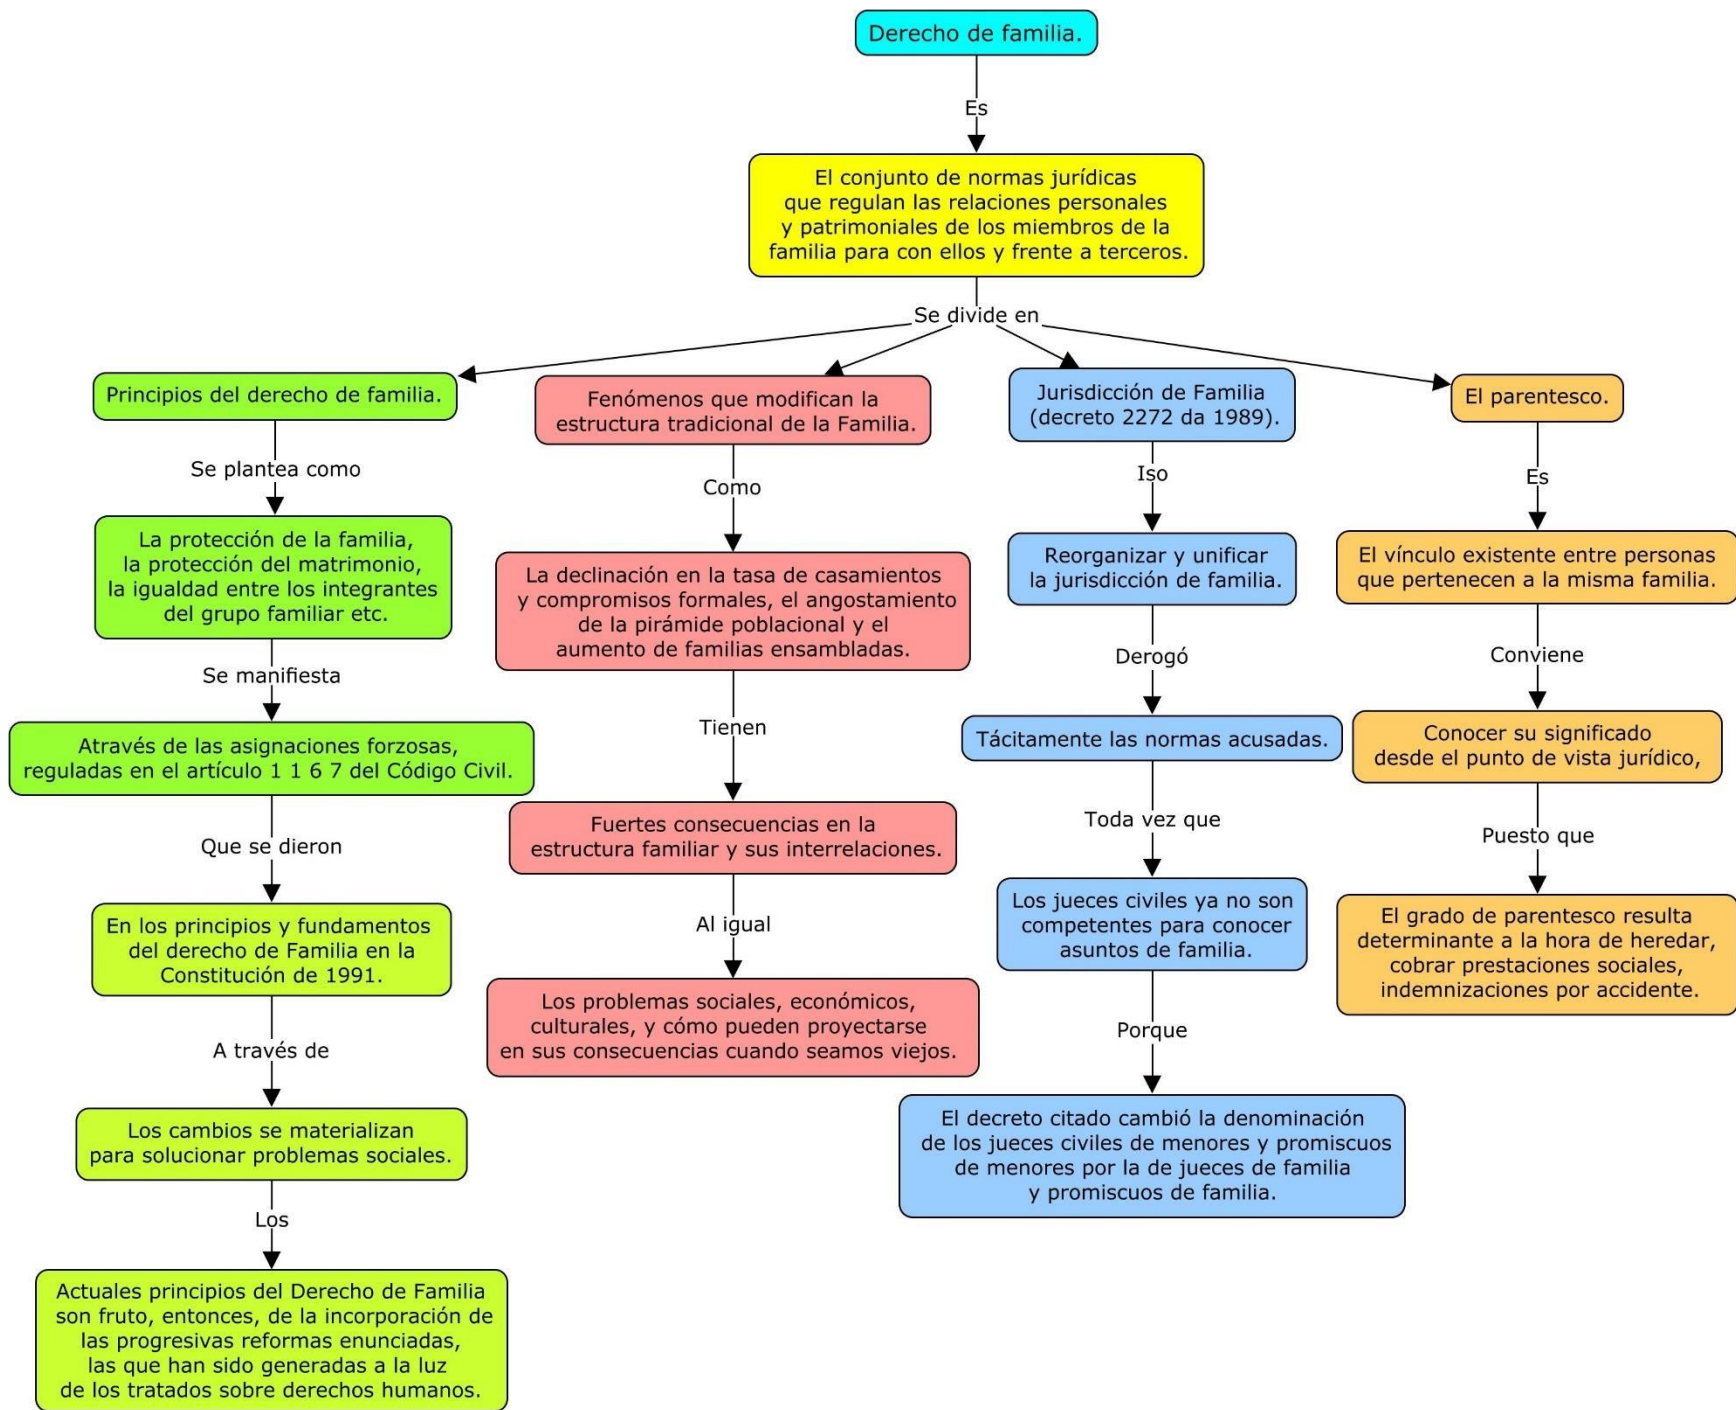 Derecho de familia.
Es
El conjunto de normas jurídicas
que regulan las relaciones personales
y patrimoniales de los miembros de la
familia para con ellos y frente a terceros.
Se divide en
Principios del derecho de familia.
Se plantea como
La protección de la familia,
la protección del matrimonio,
la igualdad entre los integrantes
del grupo familiar etc.
Se manifiesta
Através de las asignaciones forzosas,
reguladas en el artículo 1 1 6 7 del Código Civil.
Que se dieron
En los principios y fundamentos
del derecho de Familia en la
Constitución de 1991.
A través de
Los cambios se materializan
para solucionar problemas sociales.
Los
Actuales principios del Derecho de Familia
son fruto, entonces, de la incorporación de
las progresivas reformas enunciadas,
las que han sido generadas a la luz
de los tratados sobre derechos humanos.
Fenómenos que modifican la
estructura tradicional de la Familia.
Como
La declinación en la tasa de casamientos
y compromisos formales, el angostamiento
de la pirámide poblacional y el
aumento de familias ensambladas.
Tienen
Fuertes consecuencias en la
estructura familiar y sus interrelaciones.
Al igual
Los problemas sociales, económicos,
culturales, y cómo pueden proyectarse
en sus consecuencias cuando seamos viejos.
Jurisdicción de Familia
(decreto 2272 da 1989).
Iso
Reorganizar y unificar
la jurisdicción de familia.
Derogó
Tácitamente las normas acusadas.
Toda vez que
Los jueces civiles ya no son
competentes para conocer
asuntos de familia.
Porque
El decreto citado cambió la denominación
de los jueces civiles de menores y promiscuos
de menores por la de jueces de familia
y promiscuos de familia.
El parentesco.
Es
El vínculo existente entre personas
que pertenecen a la misma familia.
Conviene
Conocer su significado
desde el punto de vista jurídico,
Puesto que
El grado de parentesco resulta
determinante a la hora de heredar,
cobrar prestaciones sociales,
indemnizaciones por accidente.